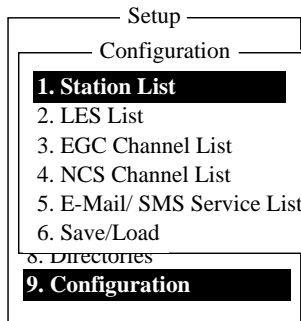 Setup
Configuration
1. Station List
2. LES List
3. EGC Channel List
4. NCS Channel List
5. E-Mail/ SMS Service List
6. Save/Load
8. Directories
9. Configuration